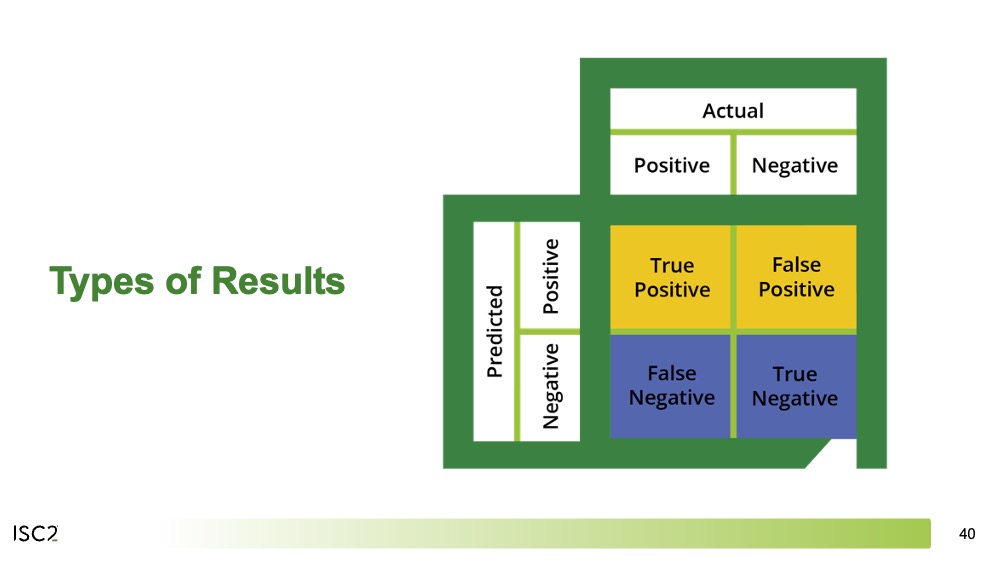 Types of Results
Actual
Positive
Negative
Predicted
Positive
Negative
True
Positive
False
Positive
False
Negative
True
Negative
ISC2
40